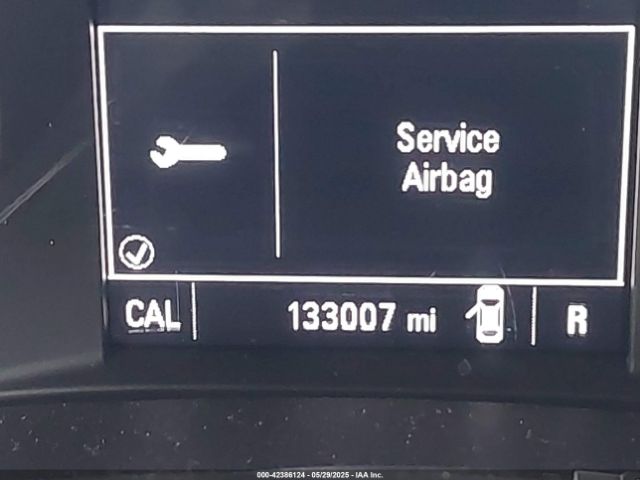 Service
Airbag
CAL 133007 mi R
000-42386124 - 05/29/2025 - IAA Inc.